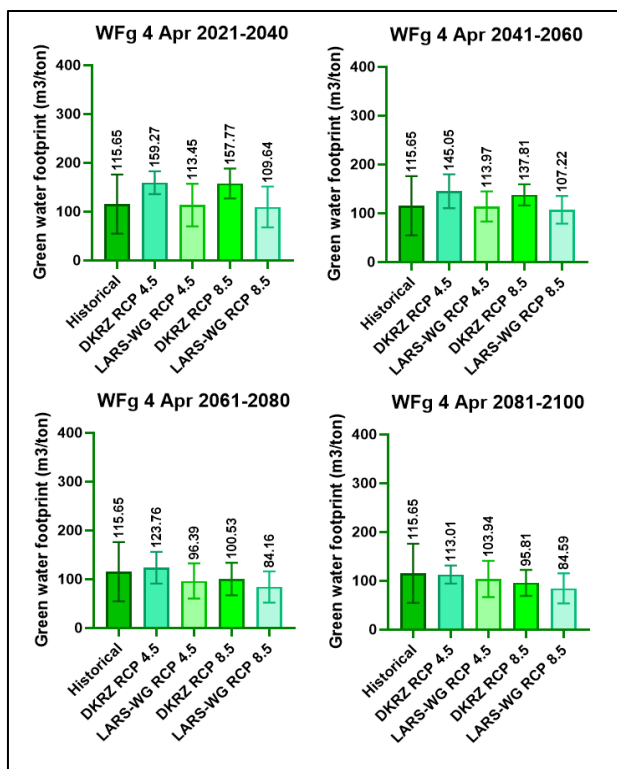 WFg 4 Apr 2021-2040
Green water footprint (m3/ton)
400
300
200
100
0
115.65
159.27
113.45
157.77
109.64
Historical
DKRZ RCP 4.5
LARS-WG RCP 4.5
DKRZ RCP 8.5
LARS-WG RCP 8.5
WFg 4 Apr 2041-2060
Green water footprint (m3/ton)
400
300
200
100
0
115.65
145.05
113.97
137.81
107.22
Historical
DKRZ RCP 4.5
LARS-WG RCP 4.5
DKRZ RCP 8.5
LARS-WG RCP 8.5
WFg 4 Apr 2061-2080
Green water footprint (m3/ton)
400
300
200
100
0
115.65
123.76
96.39
100.53
84.16
Historical
DKRZ RCP 4.5
LARS-WG RCP 4.5
DKRZ RCP 8.5
LARS-WG RCP 8.5
WFg 4 Apr 2081-2100
Green water footprint (m3/ton)
400
300
200
100
0
115.65
113.01
103.94
95.81
84.59
Historical
DKRZ RCP 4.5
LARS-WG RCP 4.5
DKRZ RCP 8.5
LARS-WG RCP 8.5